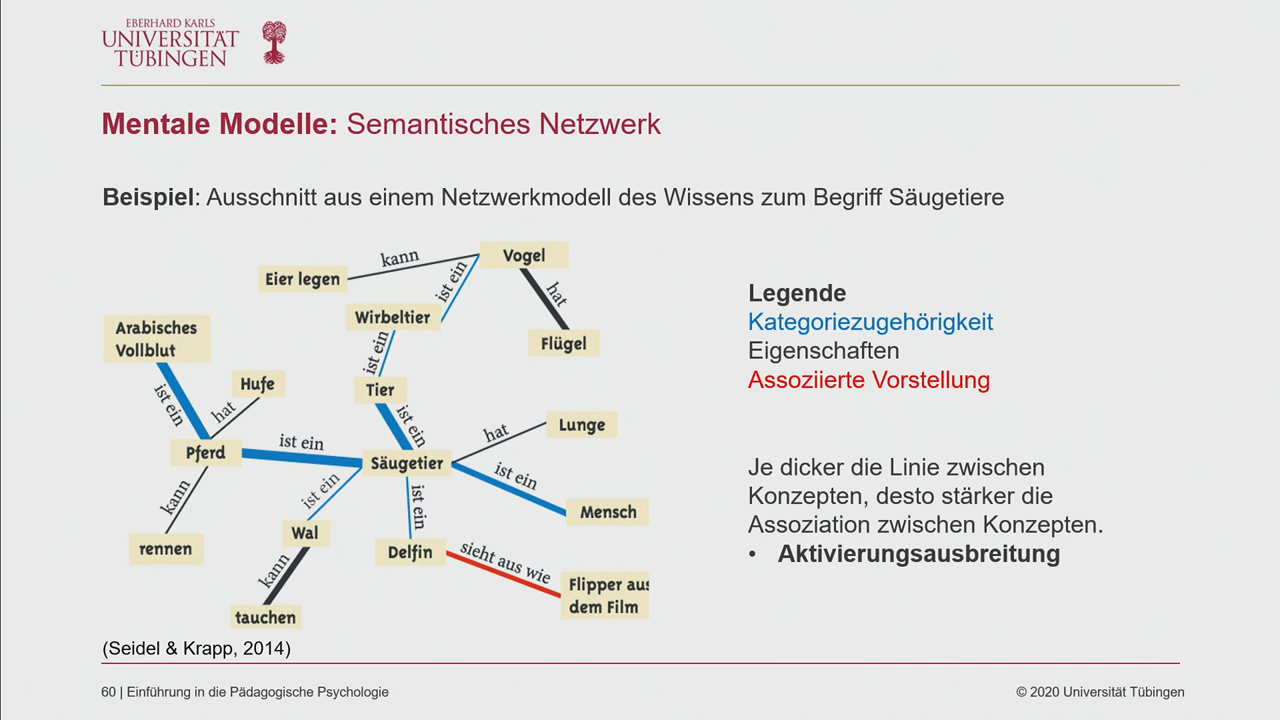 EBERHARD KARLS
UNIVERSITÄT
TÜBINGEN
Mentale Modelle: Semantisches Netzwerk
Beispiel: Ausschnitt aus einem Netzwerkmodell des Wissens zum Begriff Säugetiere
Vogel
kann
Eier legen
ist ein
hat
Wirbeltier
Flügel
Arabisches
Vollblut
ist ein
Hufe
Tier
ist ein
hat
ist ein
Lunge
hat
Pferd
ist ein
Säugetier
ist ein
kann
ist ein
ist ein
Mensch
rennen
Wal
Delfin
sieht aus wie
kann
Flipper aus
dem Film
tauchen
Legende
Kategoriezugehörigkeit
Eigenschaften
Assoziierte Vorstellung
Je dicker die Linie zwischen
Konzepten, desto stärker die
Assoziation zwischen Konzepten.
• Aktivierungsausbreitung
(Seidel & Krapp, 2014)
60 | Einführung in die Pädagogische Psychologie
© 2020 Universität Tübingen